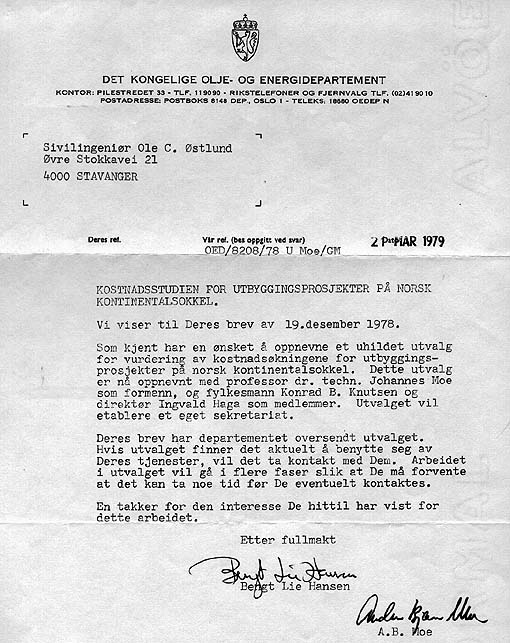 DET KONGELIGE OLJE- OG ENERGIDEPARTEMENT
KONTOR: PILESTREDET 33 - TLF. 119090 - RIKSTELEFONER OG FJERNVALG TLF. (02)419010
POSTADRESSE: POSTBOKS 8148 DEP., OSLO 1 - TELEKS: 18680 OEDEP N
Sivilingeniør Ole C. Østlund
Øvre Stokkavei 21
4000 STAVANGER
Deres ref. Vår ref. (bes oppgitt ved svar) 2 MAR 1979
OED/8208/78 U Moe/GM
KOSTNADSSTUDIEN FOR UTBYGGINGSPROSJEKTER PÅ NORSK
KONTINENTALSOKKEL.
Vi viser til Deres brev av 19.desember 1978.
Som kjent har en ønsket å oppnevne et uhildet utvalg
for vurdering av kostnadsøkningene for utbyggings-
prosjekter på norsk kontinentalsokkel. Dette utvalg
er nå oppnevnt med professor dr. techn. Johannes Moe
som formann, og fylkesmann Konrad B. Knutsen og
direktør Ingvald Haga som medlemmer. Utvalget vil
etablere et eget sekretariat.
Deres brev har departementet oversendt utvalget.
Hvis utvalget finner det aktuelt å benytte seg av
Deres tjenester, vil det ta kontakt med Dem. Arbeidet
i utvalget vil gå i flere faser slik at De må forvente
at det kan ta noe tid før De eventuelt kontaktes.
En takker for den interesse De hittil har vist for
dette arbeidet.
Etter fullmakt
Bengt Lie Hansen
Bengt Lie Hansen
A.B. Moe